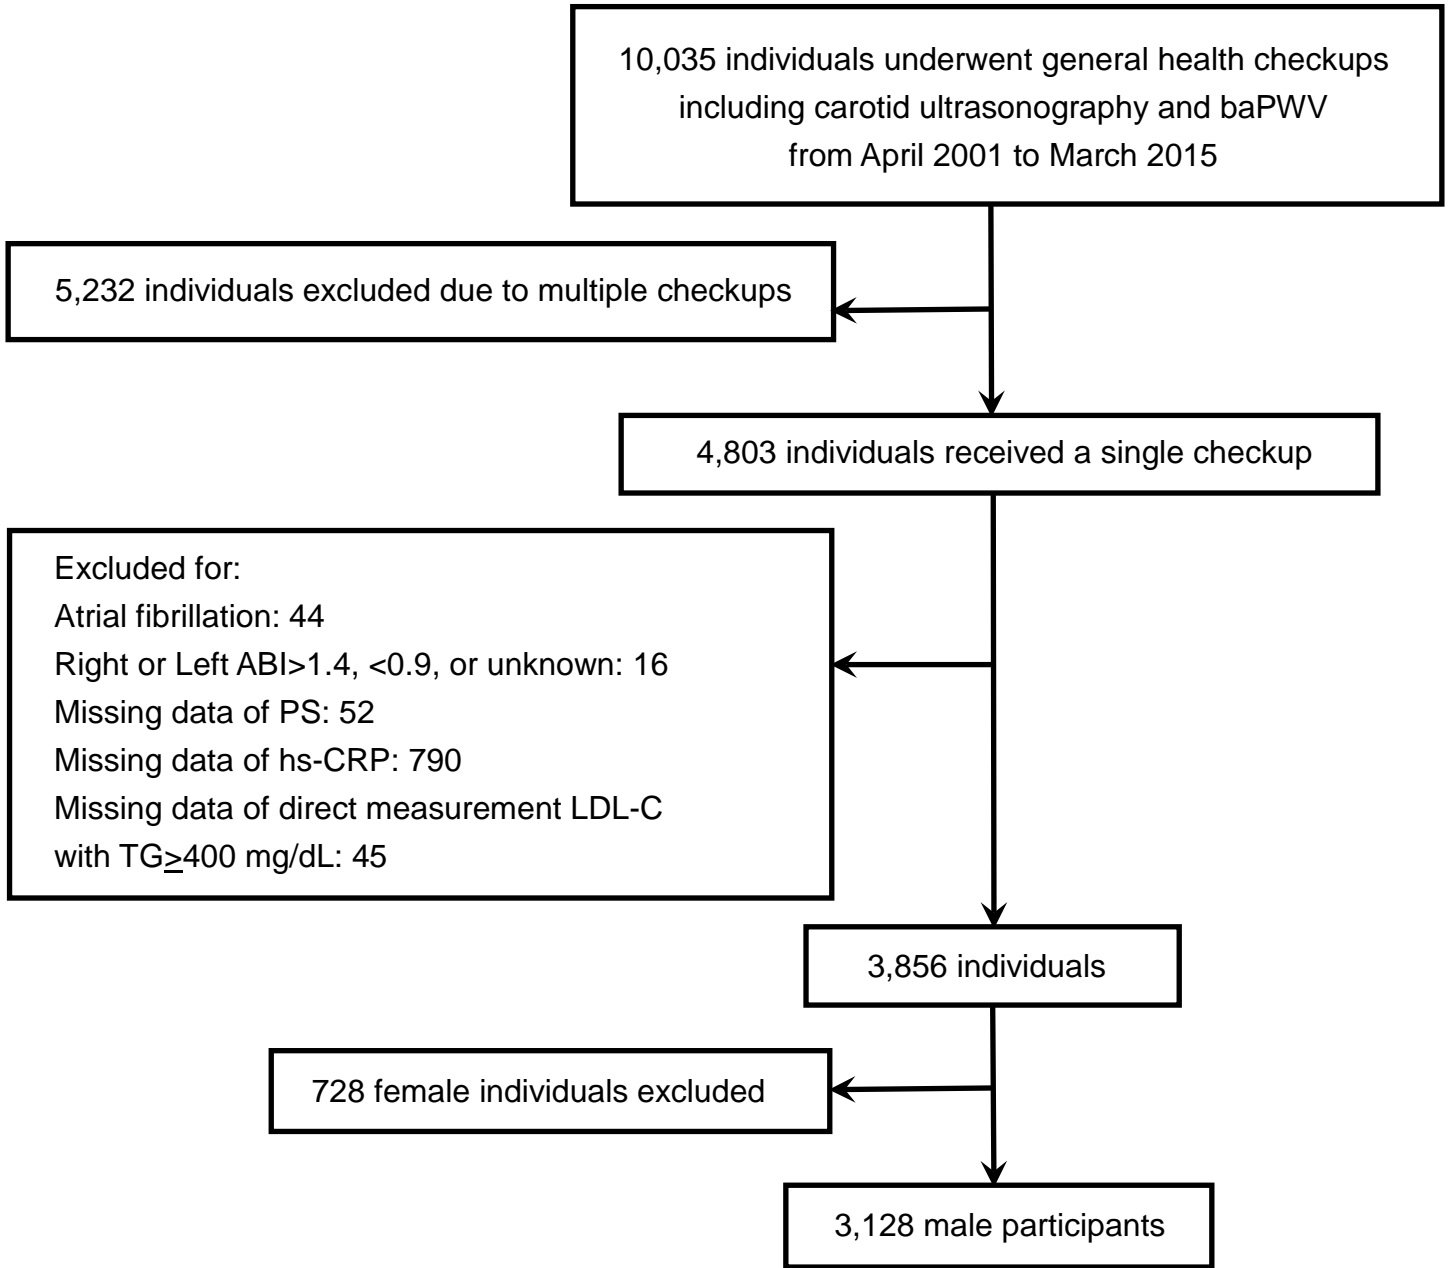 10,035 individuals underwent general health checkups
including carotid ultrasonography and baPWV
from April 2001 to March 2015
5,232 individuals excluded due to multiple checkups
4,803 individuals received a single checkup
Excluded for:
Atrial fibrillation: 44
Right or Left ABI>1.4, <0.9, or unknown: 16
Missing data of PS: 52
Missing data of hs-CRP: 790
Missing data of direct measurement LDL-C
with TG≥400 mg/dL: 45
3,856 individuals
728 female individuals excluded
3,128 male participants